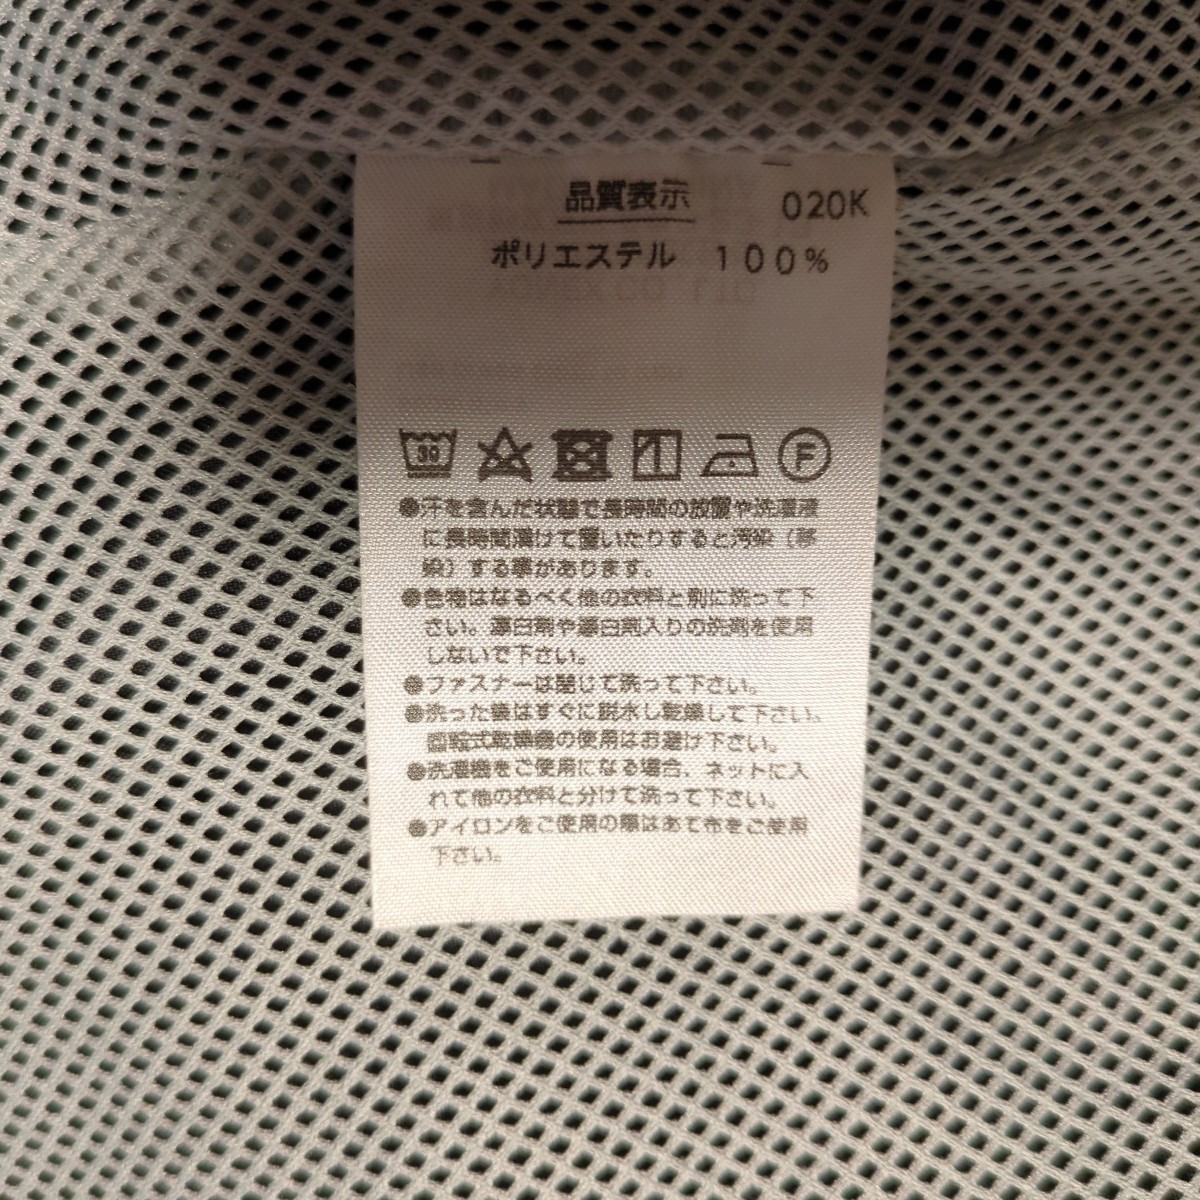 品質表示 020K
ポリエステル 100%
30 F
●汗を含んだ状態で長時間の放置や洗濯液
に長時間漬けて置いたりすると汚染（移
染）する事があります。
●色物はなるべく他の衣料と別に洗って下
さい。漂白剤や漂白剤入りの洗剤を使用
しないで下さい。
●ファスナーは閉じて洗って下さい。
●洗った後はすぐに脱水し乾燥して下さい。
回転式乾燥機の使用はお避け下さい。
●洗濯機をご使用になる場合、ネットに入
れて他の衣料と分けて洗って下さい。
●アイロンをご使用の際はあて布をご使用
下さい。